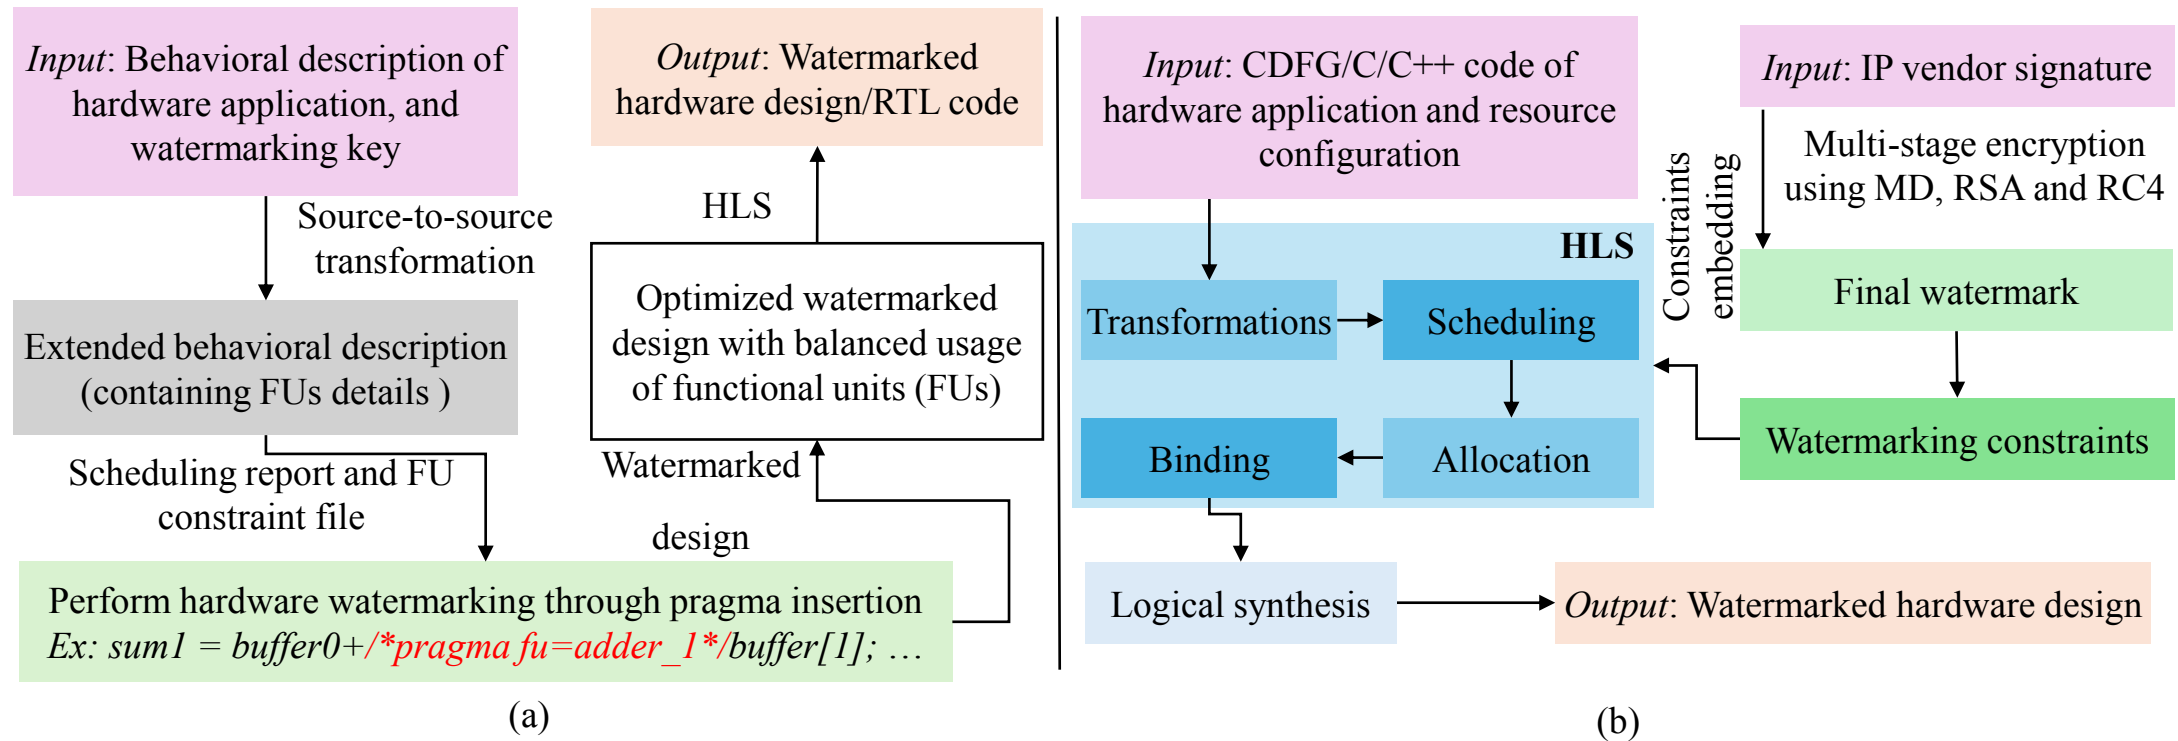 Input: Behavioral description of
hardware application, and
watermarking key
Source-to-source
transformation
Extended behavioral description
(containing FUs details )
Scheduling report and FU
constraint file
Perform hardware watermarking through pragma insertion
Ex: sum1 = buffer0+/*pragma fu=adder_1*/buffer[1]; …
Watermarked
design
Optimized watermarked
design with balanced usage
of functional units (FUs)
HLS
Output: Watermarked
hardware design/RTL code
(a)
Input: CDFG/C/C++ code of
hardware application and resource
configuration
HLS
Transformations
Scheduling
Binding
Allocation
Logical synthesis
Output: Watermarked hardware design
Input: IP vendor signature
Multi-stage encryption
using MD, RSA and RC4
Final watermark
Watermarking constraints
Constraints
embedding
(b)